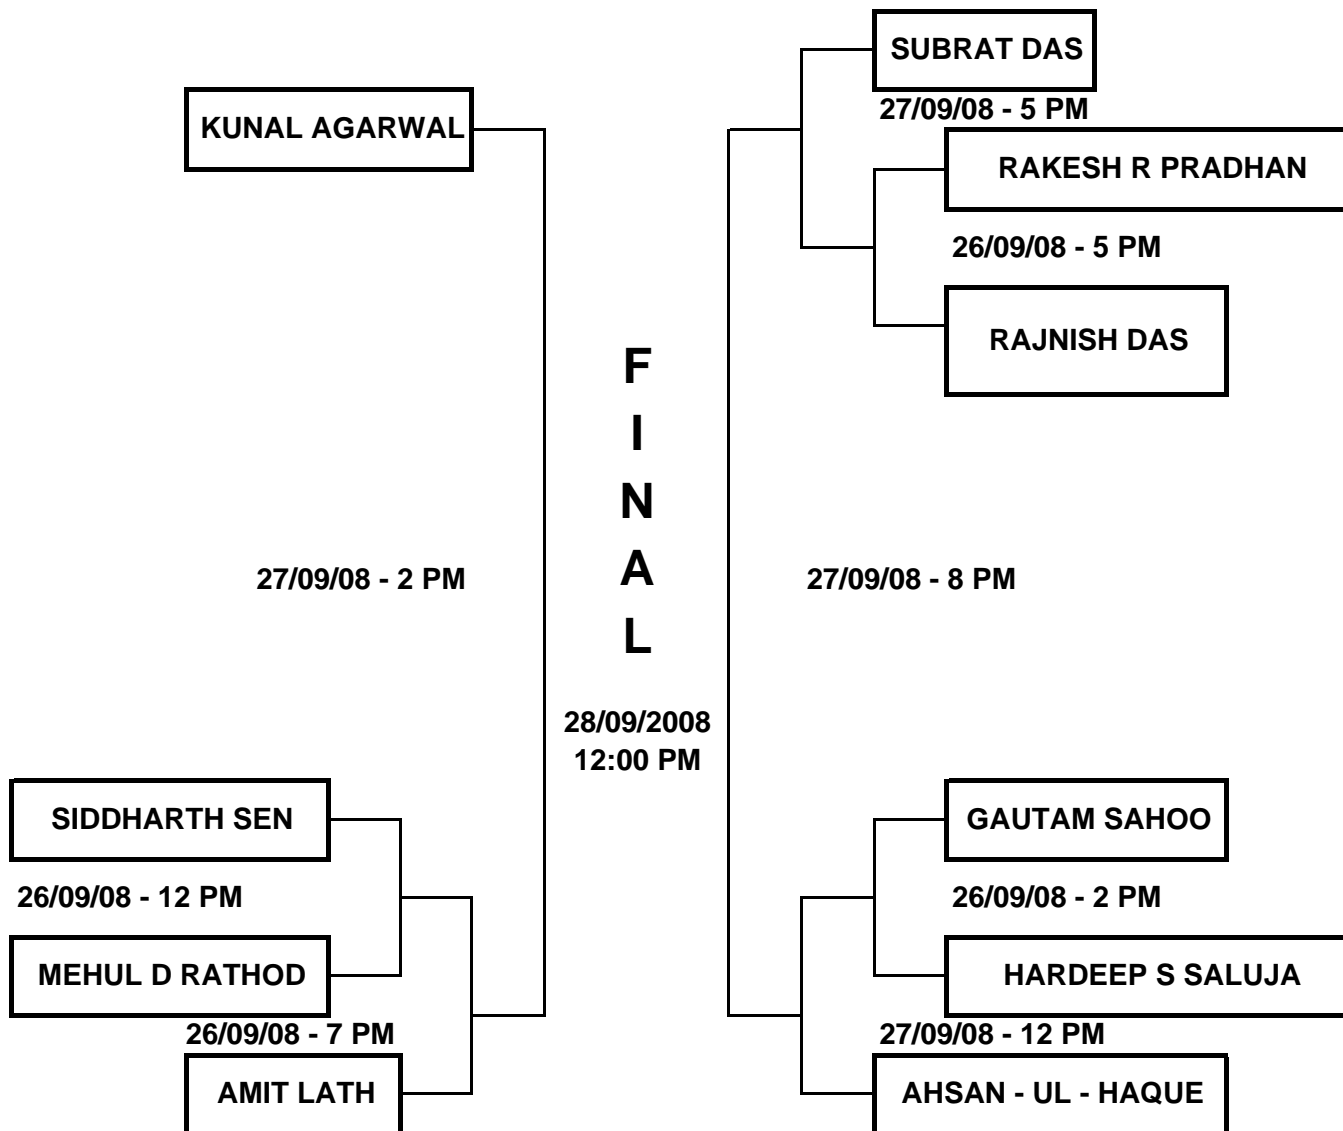 SUBRAT DAS
27/09/08 - 5 PM
KUNAL AGARWAL
RAKESH R PRADHAN
26/09/08 - 5 PM
RAJNISH DAS
F
I
N
A
L
27/09/08 - 2 PM
27/09/08 - 8 PM
28/09/2008
12:00 PM
SIDDHARTH SEN
26/09/08 - 12 PM
MEHUL D RATHOD
26/09/08 - 7 PM
AMIT LATH
GAUTAM SAHOO
26/09/08 - 2 PM
HARDEEP S SALUJA
27/09/08 - 12 PM
AHSAN - UL - HAQUE